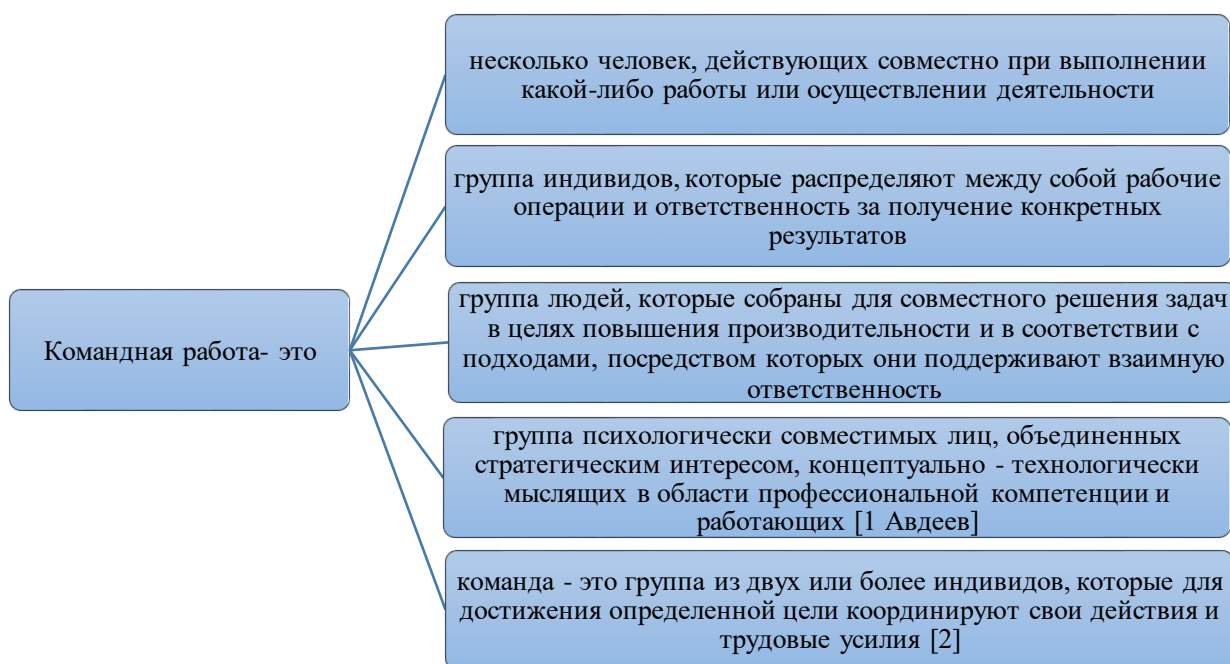 несколько человек, действующих совместно при выполнении
какой-либо работы или осуществлении деятельности
группа индивидов, которые распределяют между собой рабочие
операции и ответственность за получение конкретных
результатов
Командная работа- это
группа людей, которые собраны для совместного решения задач
в целях повышения производительности и в соответствии с
подходами, посредством которых они поддерживают взаимную
ответственность
группа психологически совместимых лиц, объединенных
стратегическим интересом, концептуально - технологически
мыслящих в области профессиональной компетенции и
работающих [1 Авдеев]
команда - это группа из двух или более индивидов, которые для
достижения определенной цели координируют свои действия и
трудовые усилия [2]